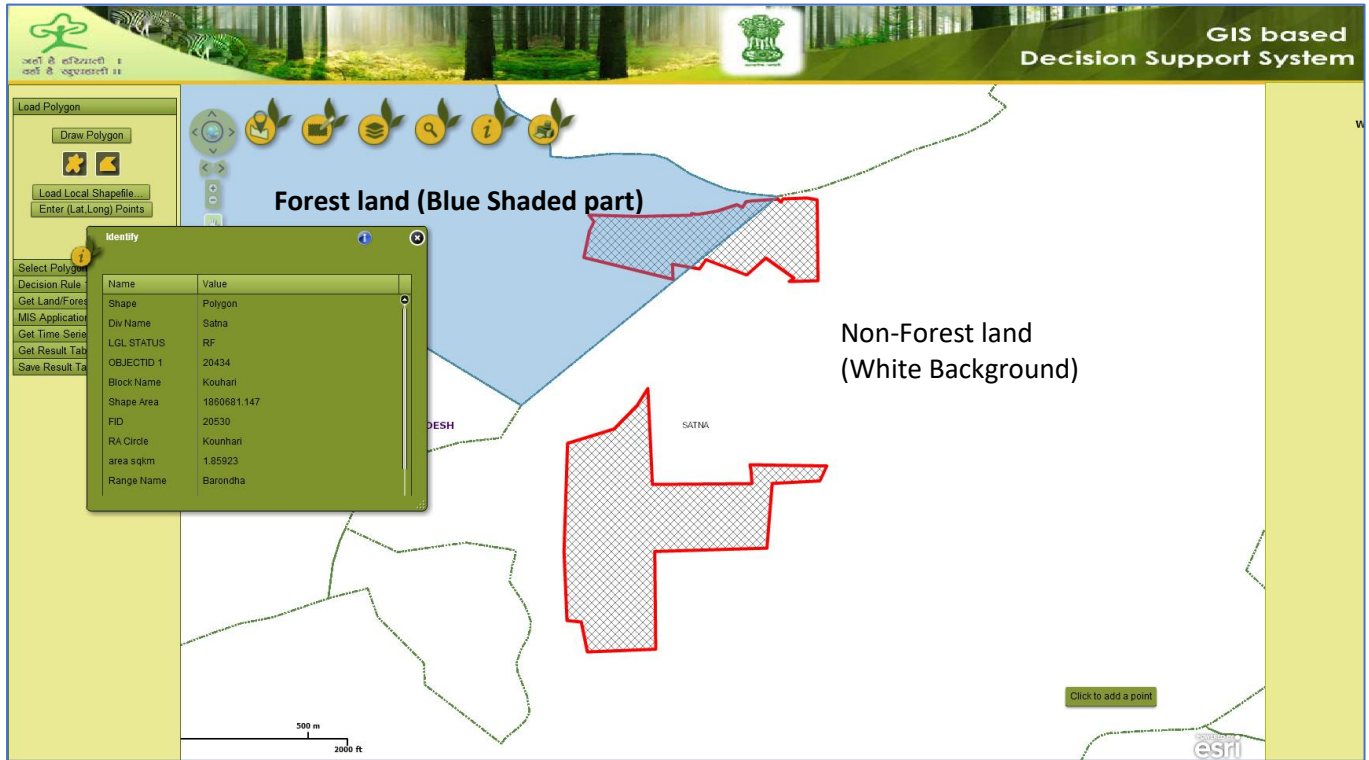 जहाँ है हरियाली ।
वहाँ है खुशहाली ॥
GIS based
Decision Support System
Load Polygon
Draw Polygon
Load Local Shapefile...
Enter (Lat,Long) Points
Select Polygon
Decision Rule
Get Land/Fores
MIS Application
Get Time Serie
Get Result Tab
Save Result Ta
Forest land (Blue Shaded part)
Identify
Name Value
Shape Polygon
Div Name Satna
LGL STATUS RF
OBJECTID 1 20434
Block Name Kouhari
Shape Area 1860681.147
FID 20530
RA Circle Kounhari
area sqkm 1.85923
Range Name Barondha
Non-Forest land
(White Background)
DESH
SATNA
W
Click to add a point
500 m
2000 ft
esri